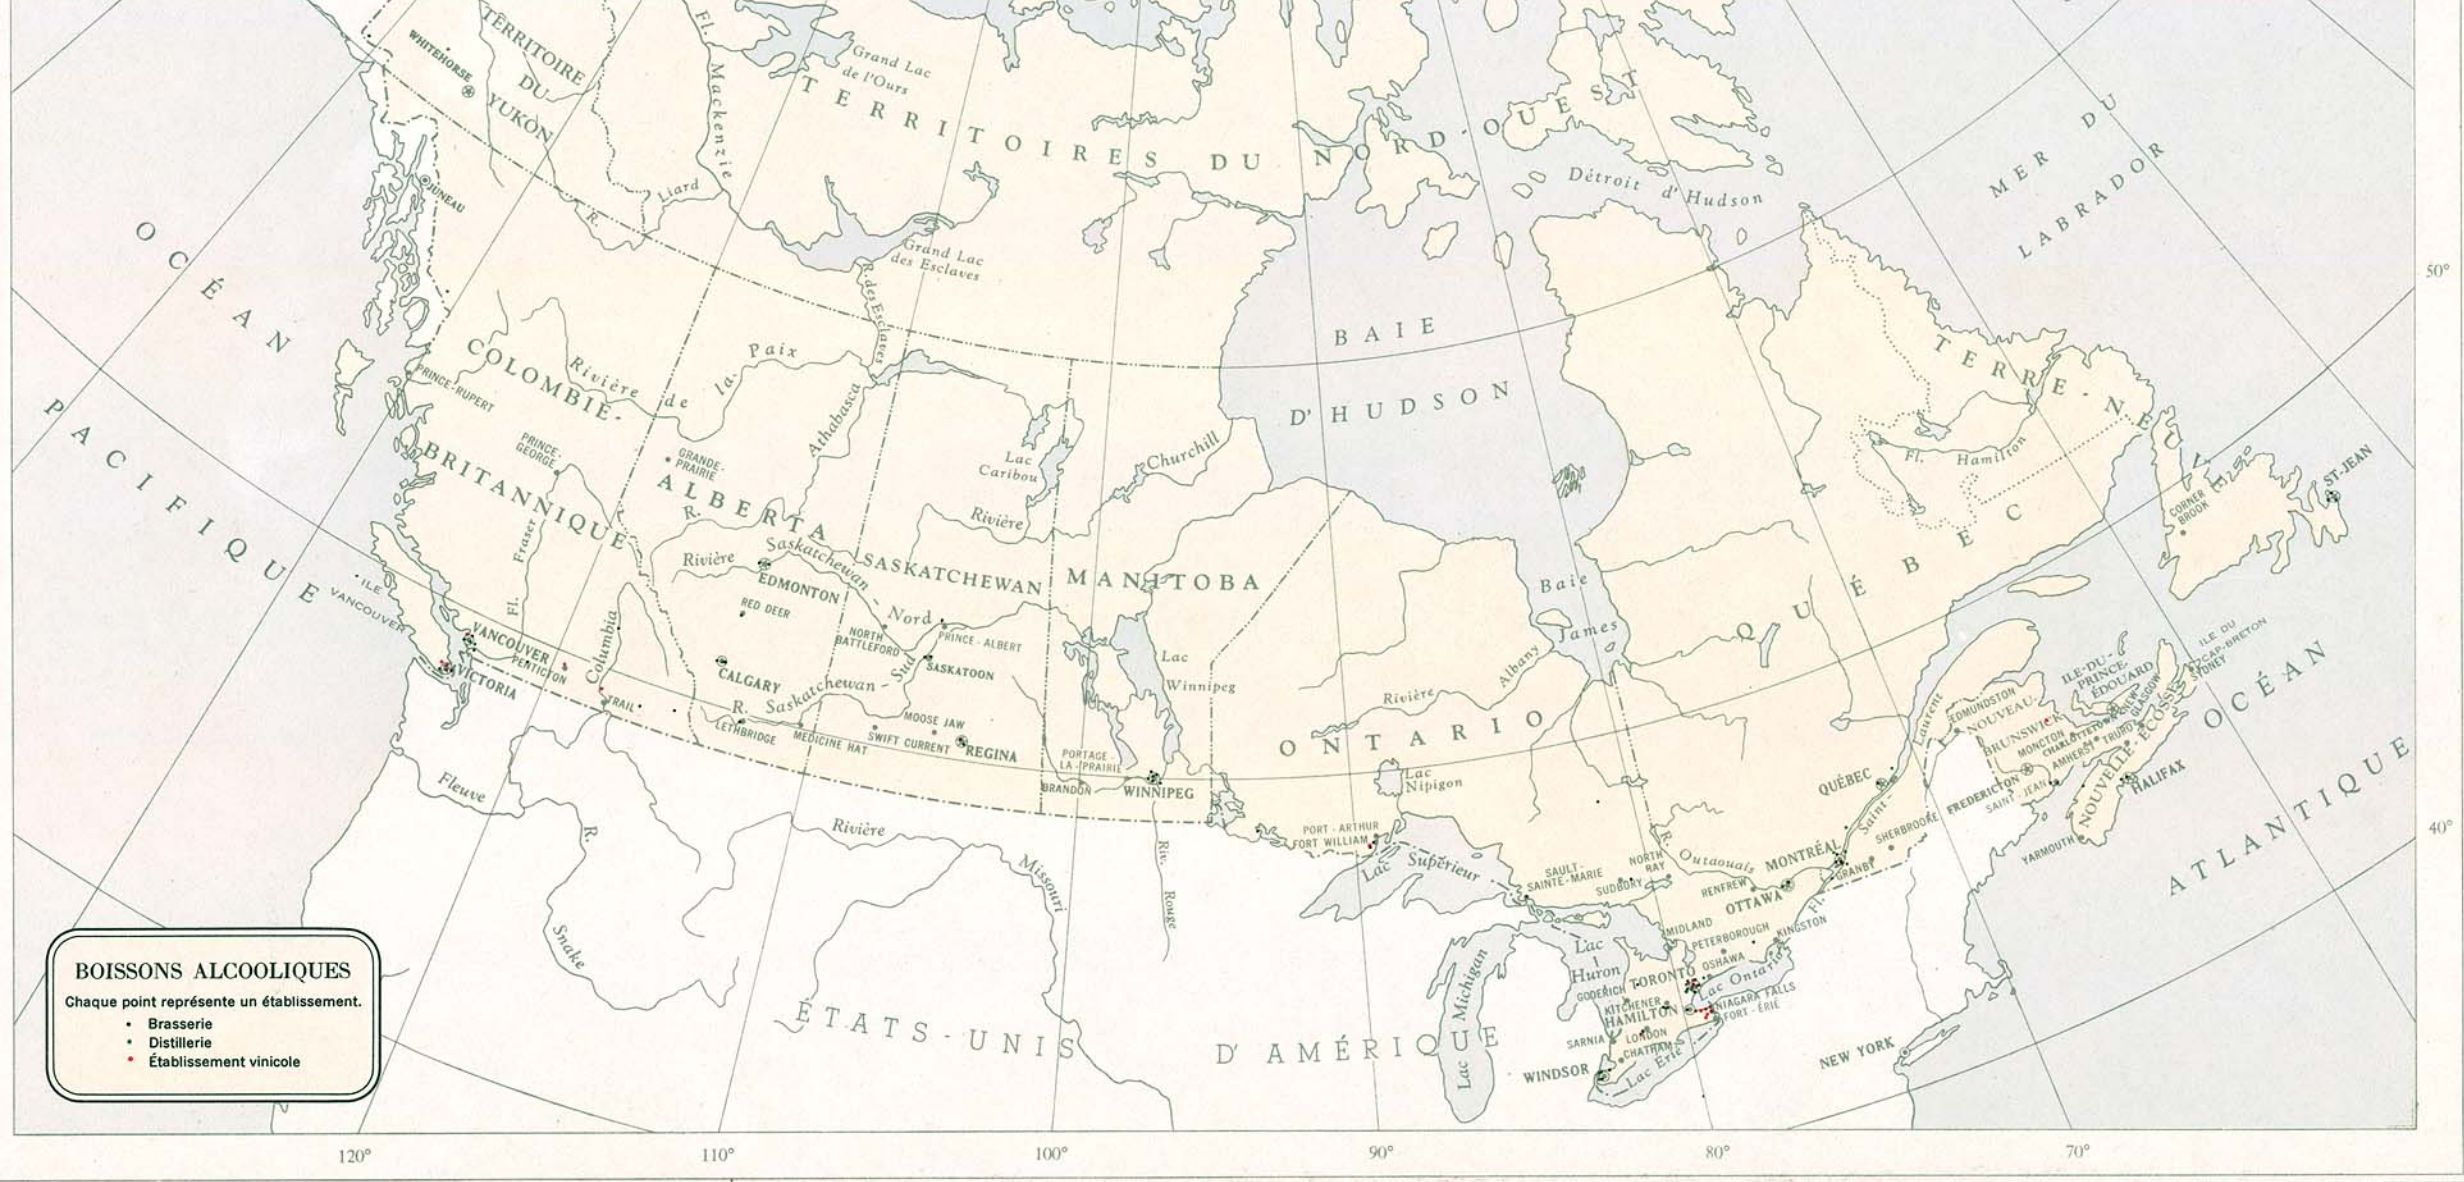 TERRITOIRE
DU
YUKON
WHITEHORSE
JUNEAU
Fl. Mackenzie
Grand Lac
de l'Ours
TERRITOIRES DU NORD-OUEST
R. Liard
Grand Lac
des Esclaves
R. des Esclaves
Détroit d'Hudson
MER DU
LABRADOR
50°
OCÉAN
PACIFIQUE
BAIE
D'HUDSON
COLOMBIE-
BRITANNIQUE
PRINCE-RUPERT
PRINCE-
GEORGE
Rivière de la Paix
Athabasca
R.
GRANDE-
PRAIRIE
ALBERTA
Lac
Caribou
Churchill
Rivière
TERRE-NEUVE
Fl. Hamilton
ST-JEAN
CORNER
BROOK
Fl. Fraser
Rivière Saskatchewan - Nord
EDMONTON
RED DEER
SASKATCHEWAN
MANITOBA
Baie
James
QUÉBEC
ILE
VANCOUVER
VANCOUVER
PENTICTON
VICTORIA
Columbia
TRAIL
CALGARY
NORTH
BATTLEFORD
PRINCE-ALBERT
SASKATOON
R. Saskatchewan - Sud
LETHBRIDGE
MEDICINE HAT
MOOSE JAW
SWIFT CURRENT
REGINA
Lac
Winnipeg
PORTAGE-
LA-PRAIRIE
BRANDON
WINNIPEG
Rivière Albany
ONTARIO
Lac
Nipigon
PORT-ARTHUR
FORT WILLIAM
Lac Supérieur
SAULT-
SAINTE-MARIE
SUDBURY
NORTH
BAY
R. Outaouais
RENFREW
OTTAWA
MONTRÉAL
GRANBY
SHERBROOKE
QUÉBEC
Fl. Saint-Laurent
EDMUNDSTON
NOUVEAU-
BRUNSWICK
MONCTON
CHARLOTTETOWN
FREDERICTON
SAINT-JEAN
AMHERST
TRURO
NEW
GLASGOW
ILE-DU-
PRINCE-
ÉDOUARD
ILE DU
CAP-BRETON
SYDNEY
NOUVELLE-ÉCOSSE
HALIFAX
YARMOUTH
OCÉAN
ATLANTIQUE
40°
MIDLAND
PETERBOROUGH
KINGSTON
OSHAWA
TORONTO
Lac Ontario
Lac
Huron
GODERICH
KITCHENER
HAMILTON
NIAGARA FALLS
FORT-ÉRIÉ
SARNIA
LONDON
CHATHAM
WINDSOR
Lac Erié
Lac Michigan
NEW YORK
Fleuve
R.
Snake
Rivière Missouri
Riv. Rouge
ÉTATS-UNIS D'AMÉRIQUE
BOISSONS ALCOOLIQUES
Chaque point représente un établissement.
Brasserie
Distillerie
Établissement vinicole
120°
110°
100°
90°
80°
70°